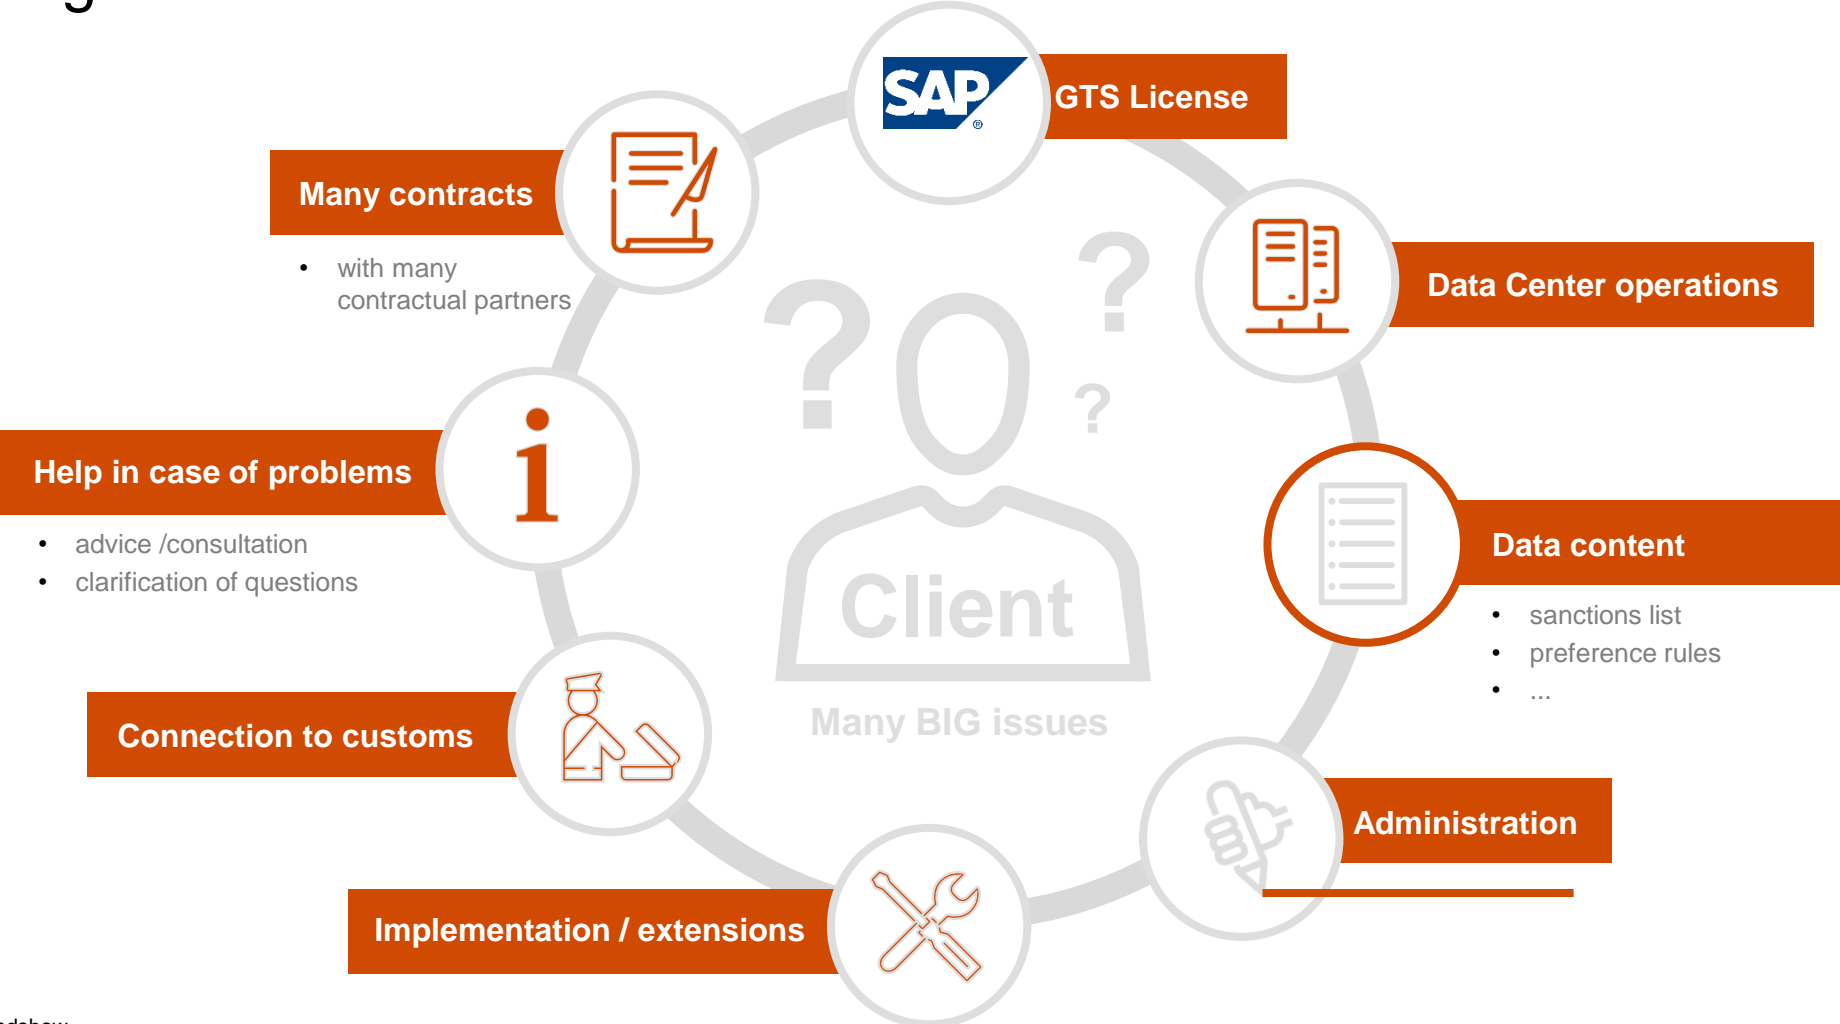 SAP
®
GTS License
Many contracts
• with many
contractual partners
Data Center operations
Help in case of problems
• advice /consultation
• clarification of questions
Data content
• sanctions list
• preference rules
• ...
? ? ?
Client
Many BIG issues
Connection to customs
Administration
Implementation / extensions